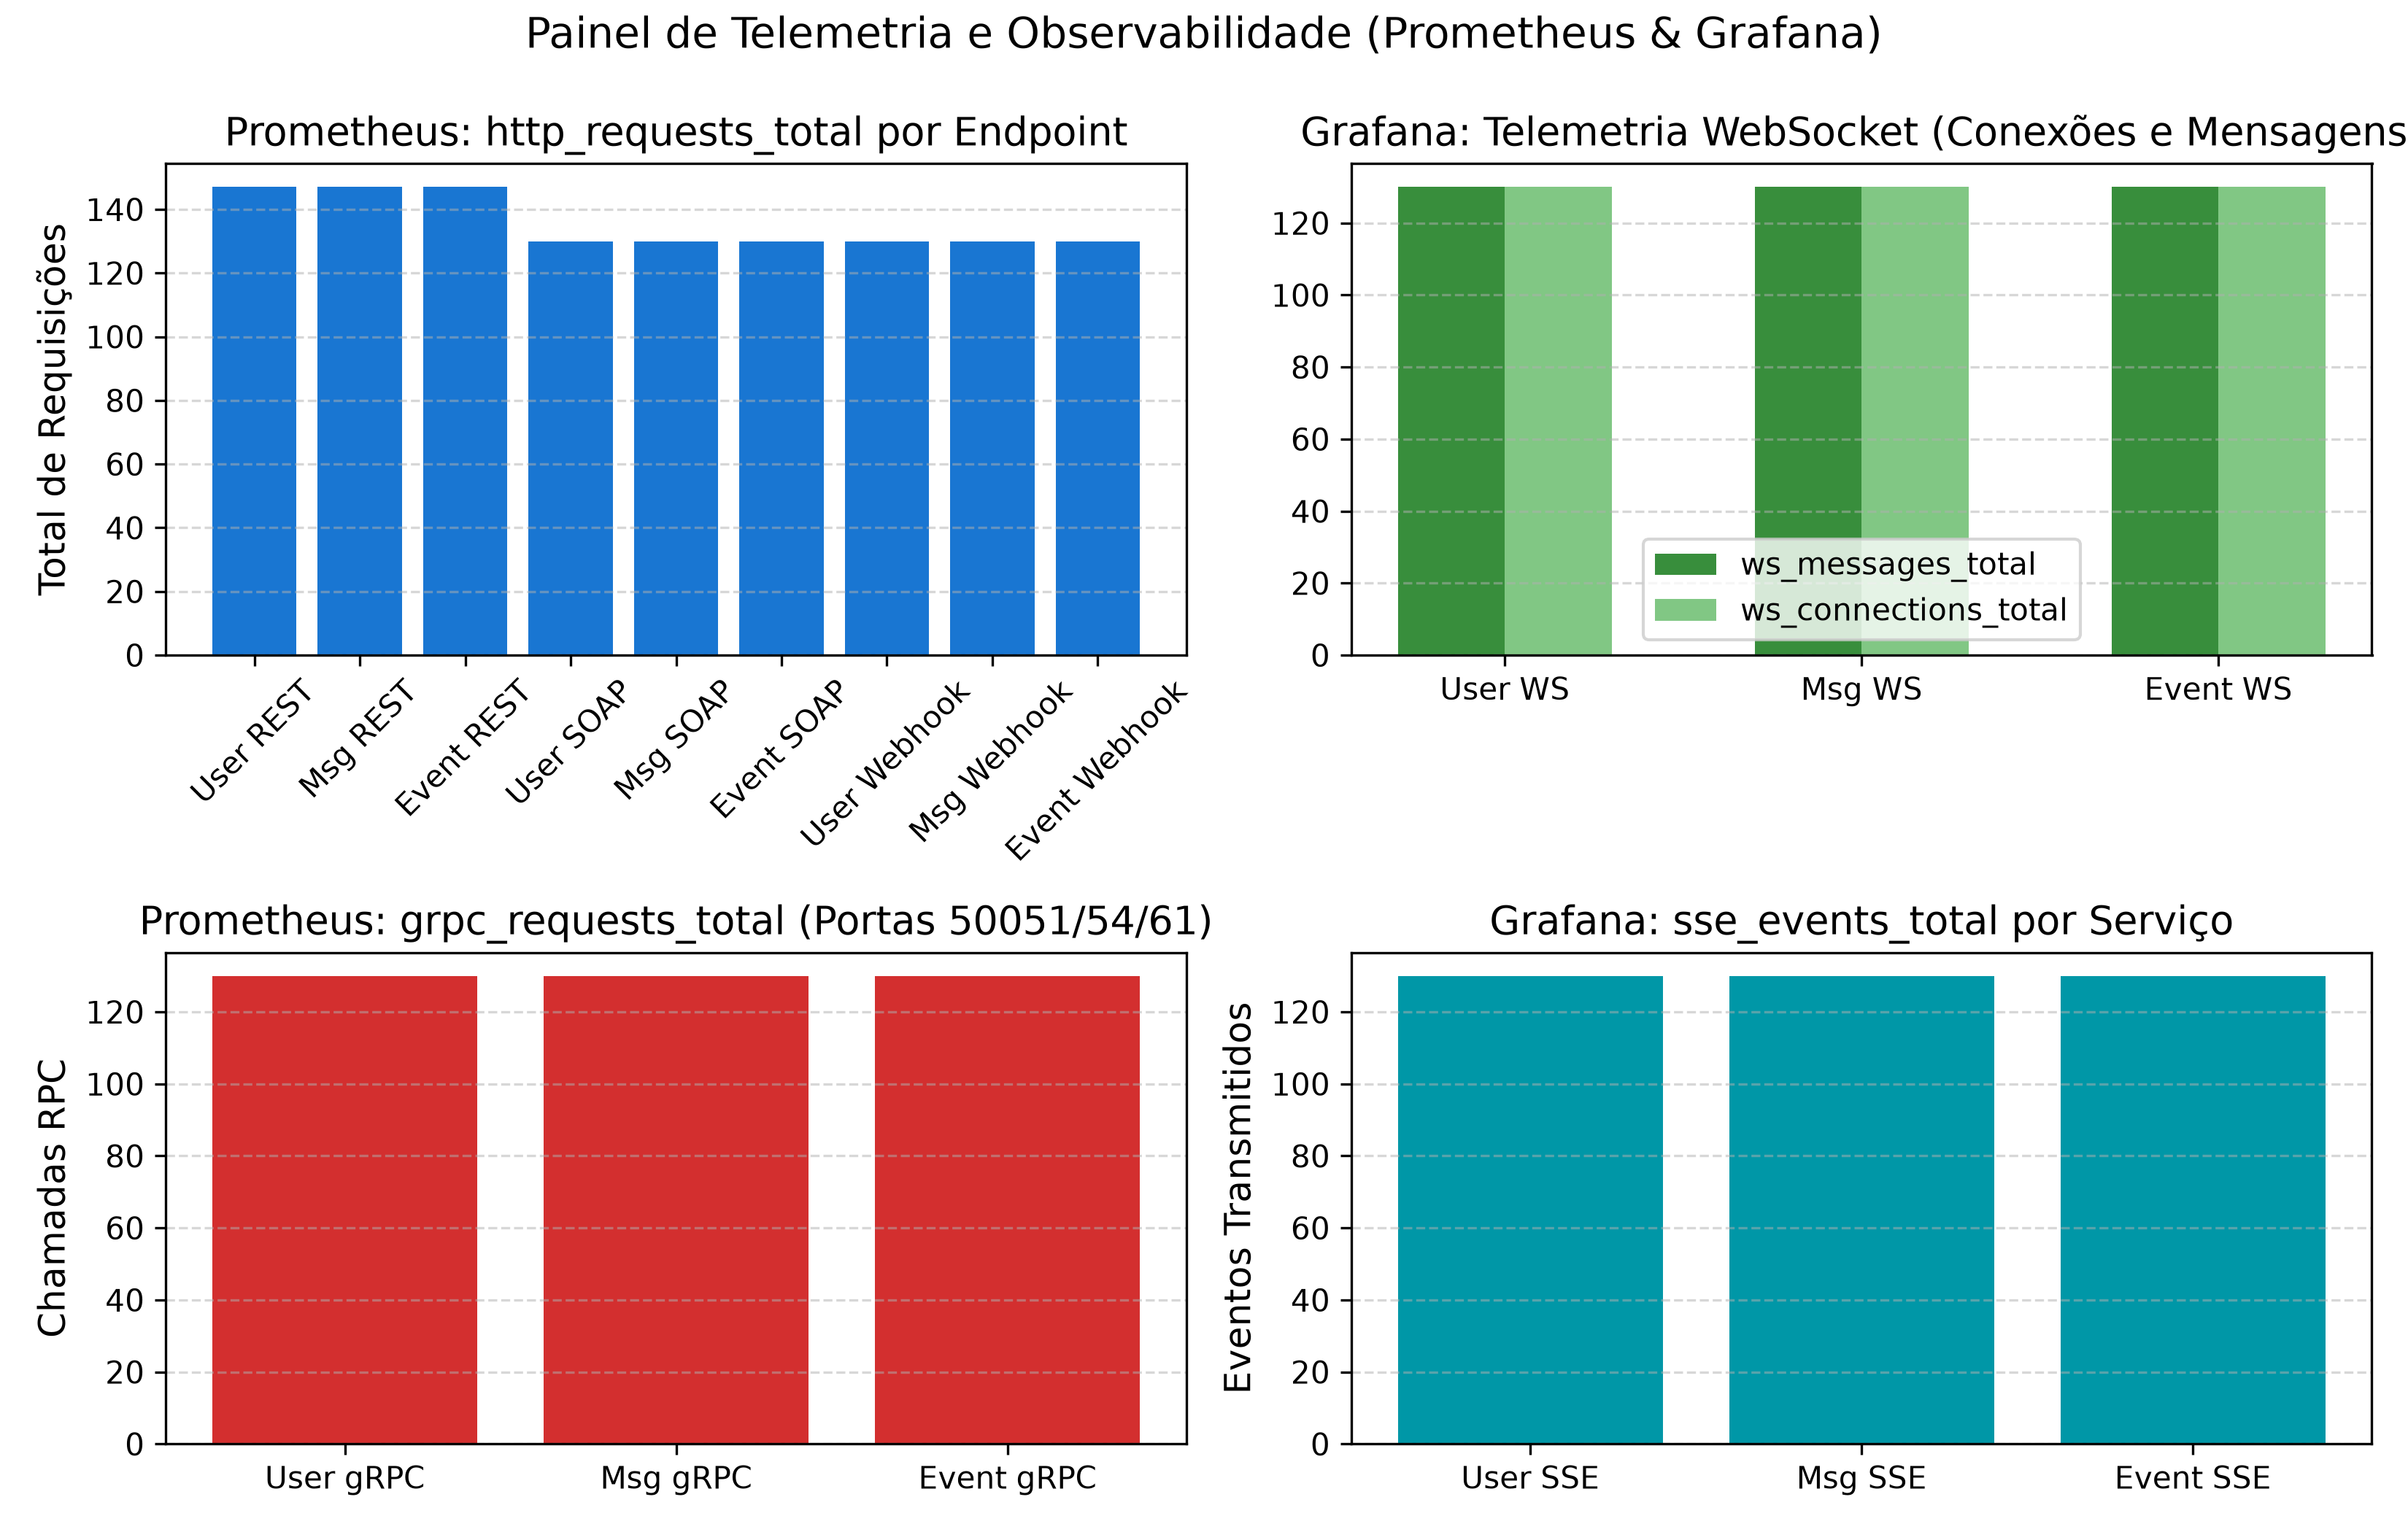 Painel de Telemetria e Observabilidade (Prometheus & Grafana)
Prometheus: http_requests_total por Endpoint
Total de Requisições
140
120
100
80
60
40
20
0
User REST
Msg REST
Event REST
User SOAP
Msg SOAP
Event SOAP
User Webhook
Msg Webhook
Event Webhook
Grafana: Telemetria WebSocket (Conexões e Mensagens
120
100
80
60
40
20
0
ws_messages_total
ws_connections_total
User WS
Msg WS
Event WS
Prometheus: grpc_requests_total (Portas 50051/54/61)
Chamadas RPC
120
100
80
60
40
20
0
User gRPC
Msg gRPC
Event gRPC
Grafana: sse_events_total por Serviço
Eventos Transmitidos
120
100
80
60
40
20
0
User SSE
Msg SSE
Event SSE